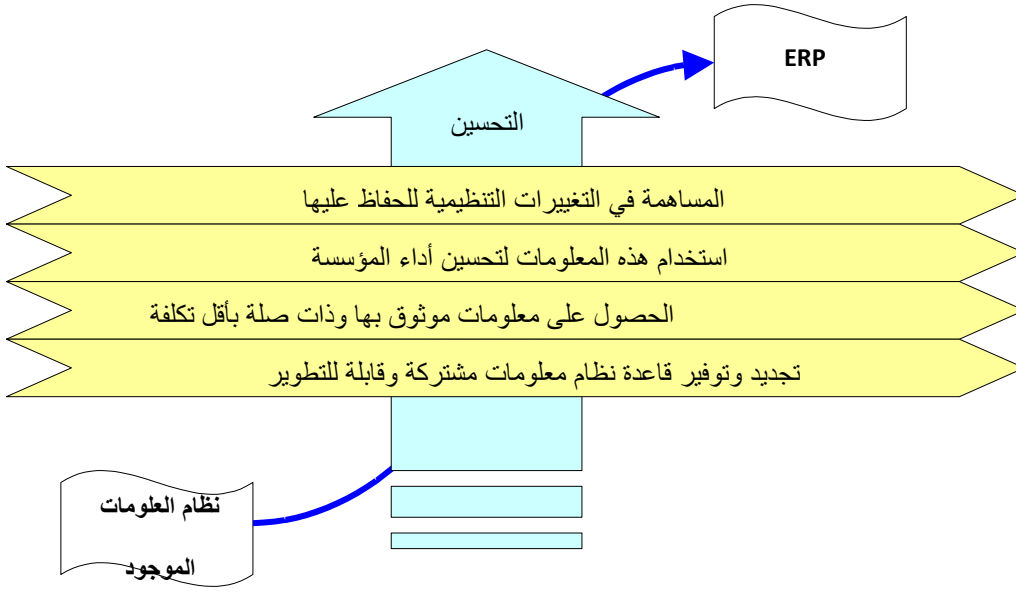 ERP
التحسين
المساهمة في التغييرات التنظيمية للحفاظ عليها
استخدام هذه المعلومات لتحسين أداء المؤسسة
الحصول على معلومات موثوق بها وذات صلة بأقل تكلفة
تجديد وتوفير قاعدة نظام معلومات مشتركة وقابلة للتطوير
نظام العلومات
الموجود